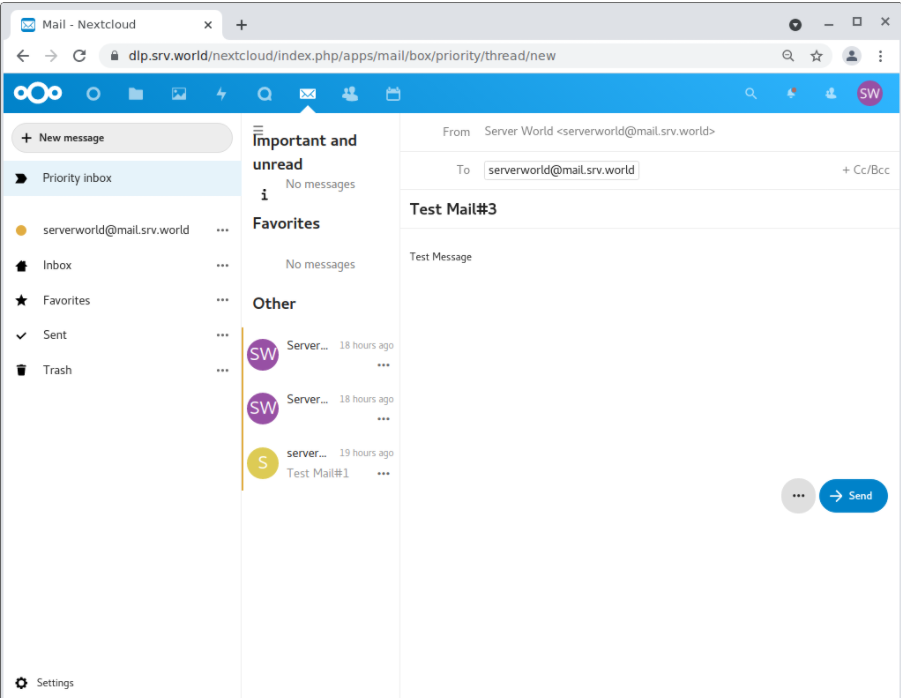 Mail - Nextcloud
dlp.srv.world/nextcloud/index.php/apps/mail/box/priority/thread/new
SW
New message
Priority inbox
serverworld@mail.srv.world
Inbox
Favorites
Sent
Trash
Settings
Important and
unread
No messages
Favorites
No messages
Other
SW
Server... 18 hours ago
SW
Server... 18 hours ago
S
server... 19 hours ago
Test Mail#1
From Server World <serverworld@mail.srv.world>
To serverworld@mail.srv.world + Cc/Bcc
Test Mail#3
Test Message
Send